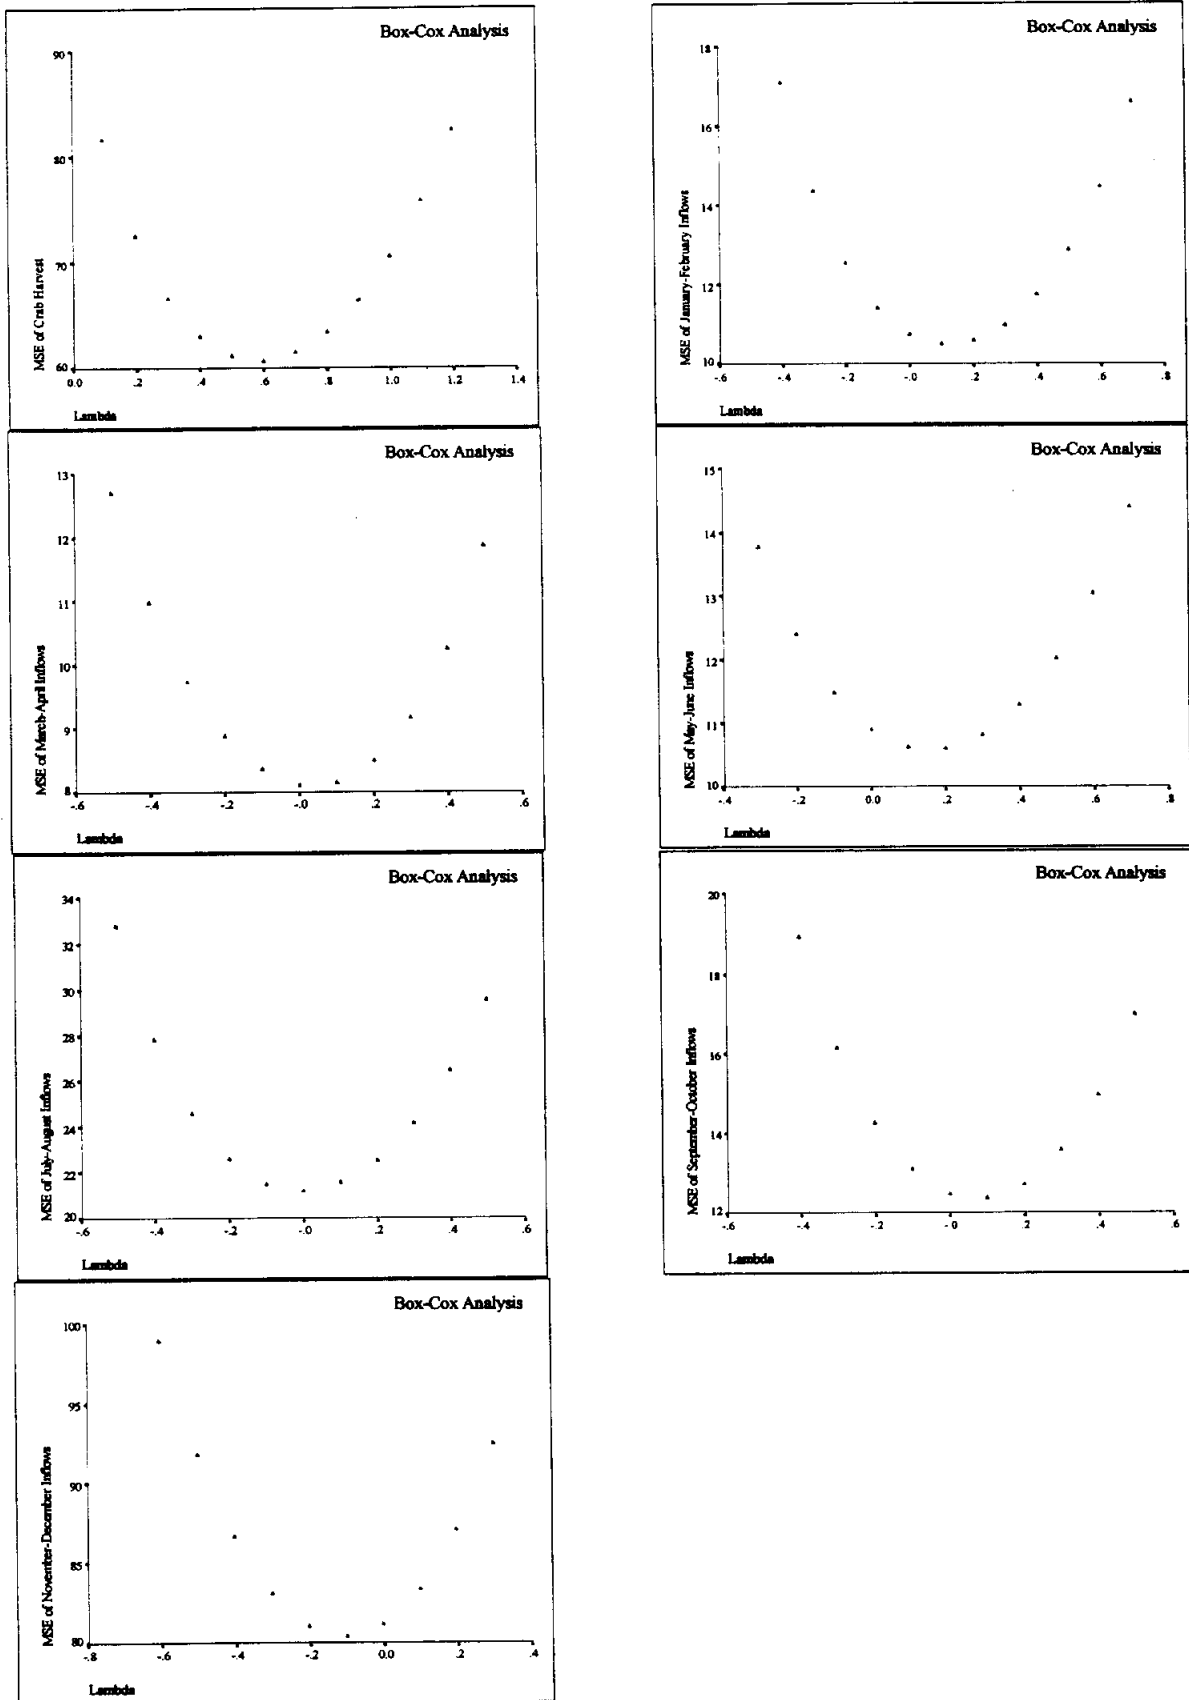 Box-Cox Analysis
MSE of Crab Harvest
90
80
70
60
0.0 .2 .4 .6 .8 1.0 1.2 1.4
Lambda
Box-Cox Analysis
MSE of January-February Inflows
18
16
14
12
10
-.6 -.4 -.2 -.0 .2 .4 .6 .8
Lambda
Box-Cox Analysis
MSE of March-April Inflows
13
12
11
10
9
8
-.6 -.4 -.2 -.0 .2 .4 .6
Lambda
Box-Cox Analysis
MSE of May-June Inflows
15
14
13
12
11
10
-.4 -.2 0.0 .2 .4 .6 .8
Lambda
Box-Cox Analysis
MSE of July-August Inflows
34
32
30
28
26
24
22
20
-.6 -.4 -.2 -.0 .2 .4 .6
Lambda
Box-Cox Analysis
MSE of September-October Inflows
20
18
16
14
12
-.6 -.4 -.2 -.0 .2 .4 .6
Lambda
Box-Cox Analysis
MSE of November-December Inflows
100
95
90
85
80
-.8 -.6 -.4 -.2 0.0 .2 .4
Lambda